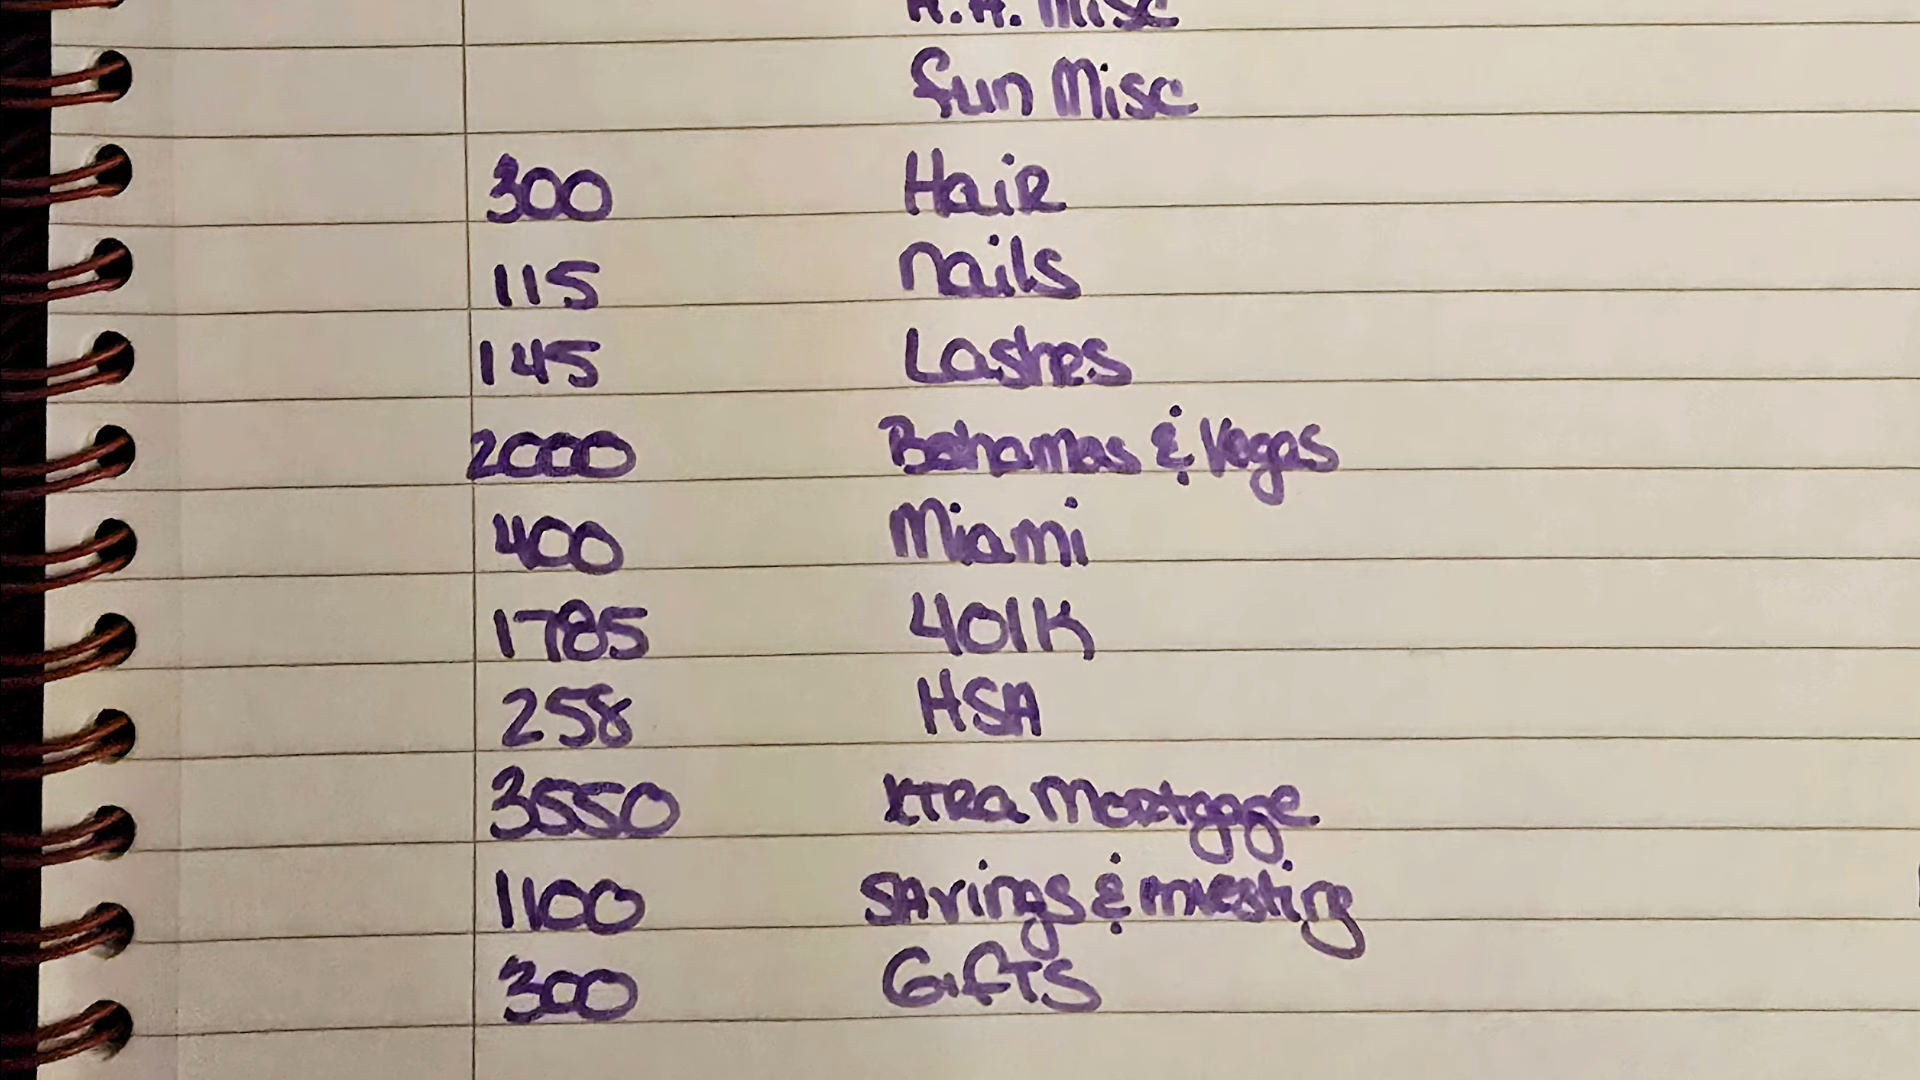 H.H. Misc
fun Misc
300 Hair
115 nails
145 Lashes
2000 Bahamas & Vegas
400 Miami
1785 401K
258 HSA
3550 XTRA Mortgage
1100 SAvings & investing
300 Gifts